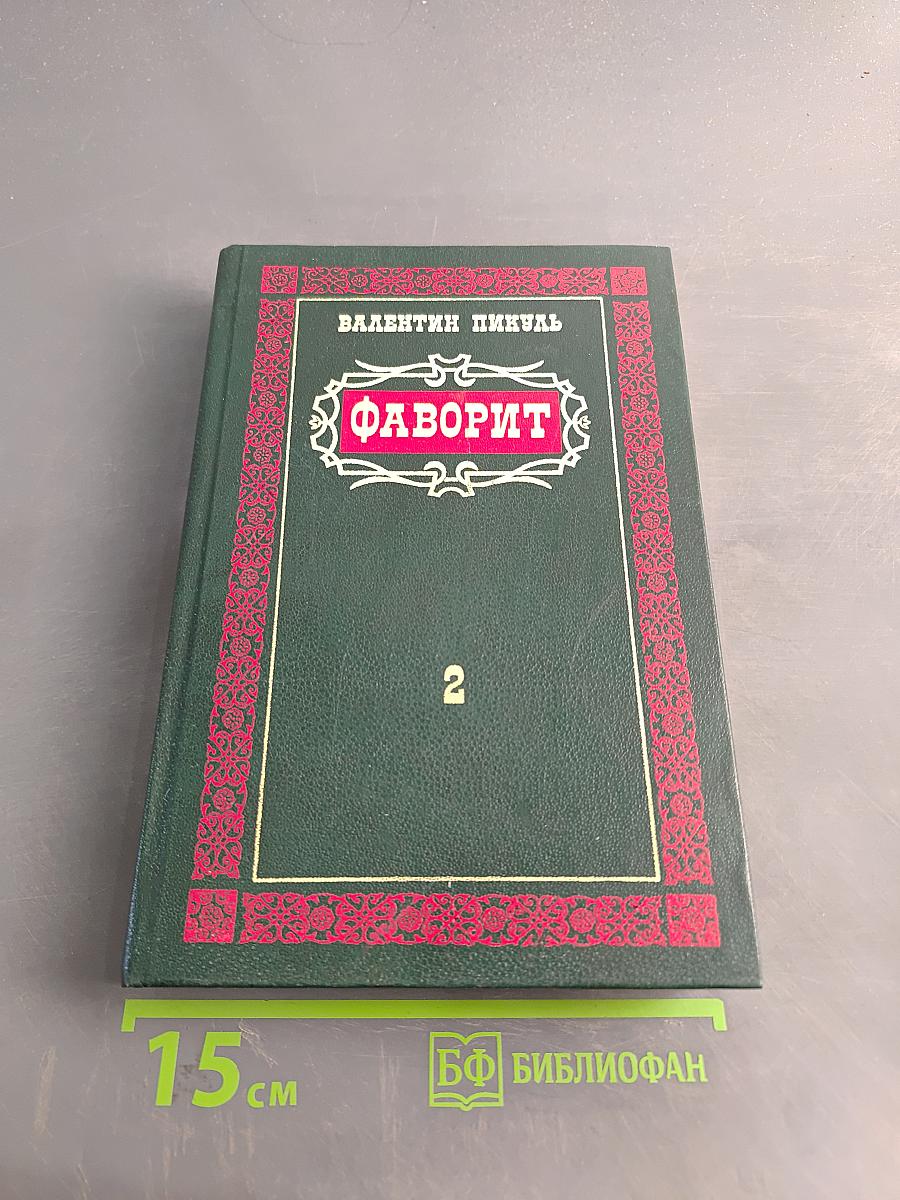 ВАЛЕНТИН ПИКУЛЬ
ФАВОРИТ
2
15 см
БФ БИБЛИОФАН